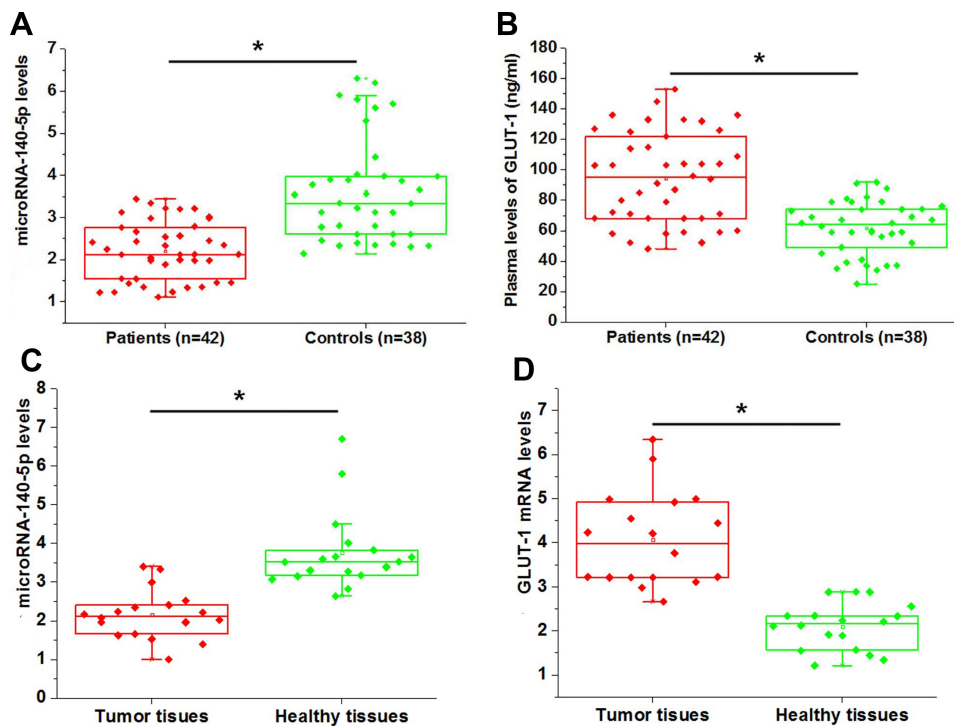 A
*
microRNA-140-5p levels
7
6
5
4
3
2
1
Patients (n=42)
Controls (n=38)
B
*
Plasma levels of GLUT-1 (ng/ml)
180
160
140
120
100
80
60
40
20
0
Patients (n=42)
Controls (n=38)
C
*
microRNA-140-5p levels
8
7
6
5
4
3
2
1
0
Tumor tisues
Healthy tissues
D
*
GLUT-1 mRNA levels
7
6
5
4
3
2
1
Tumor tissues
Healthy tissues